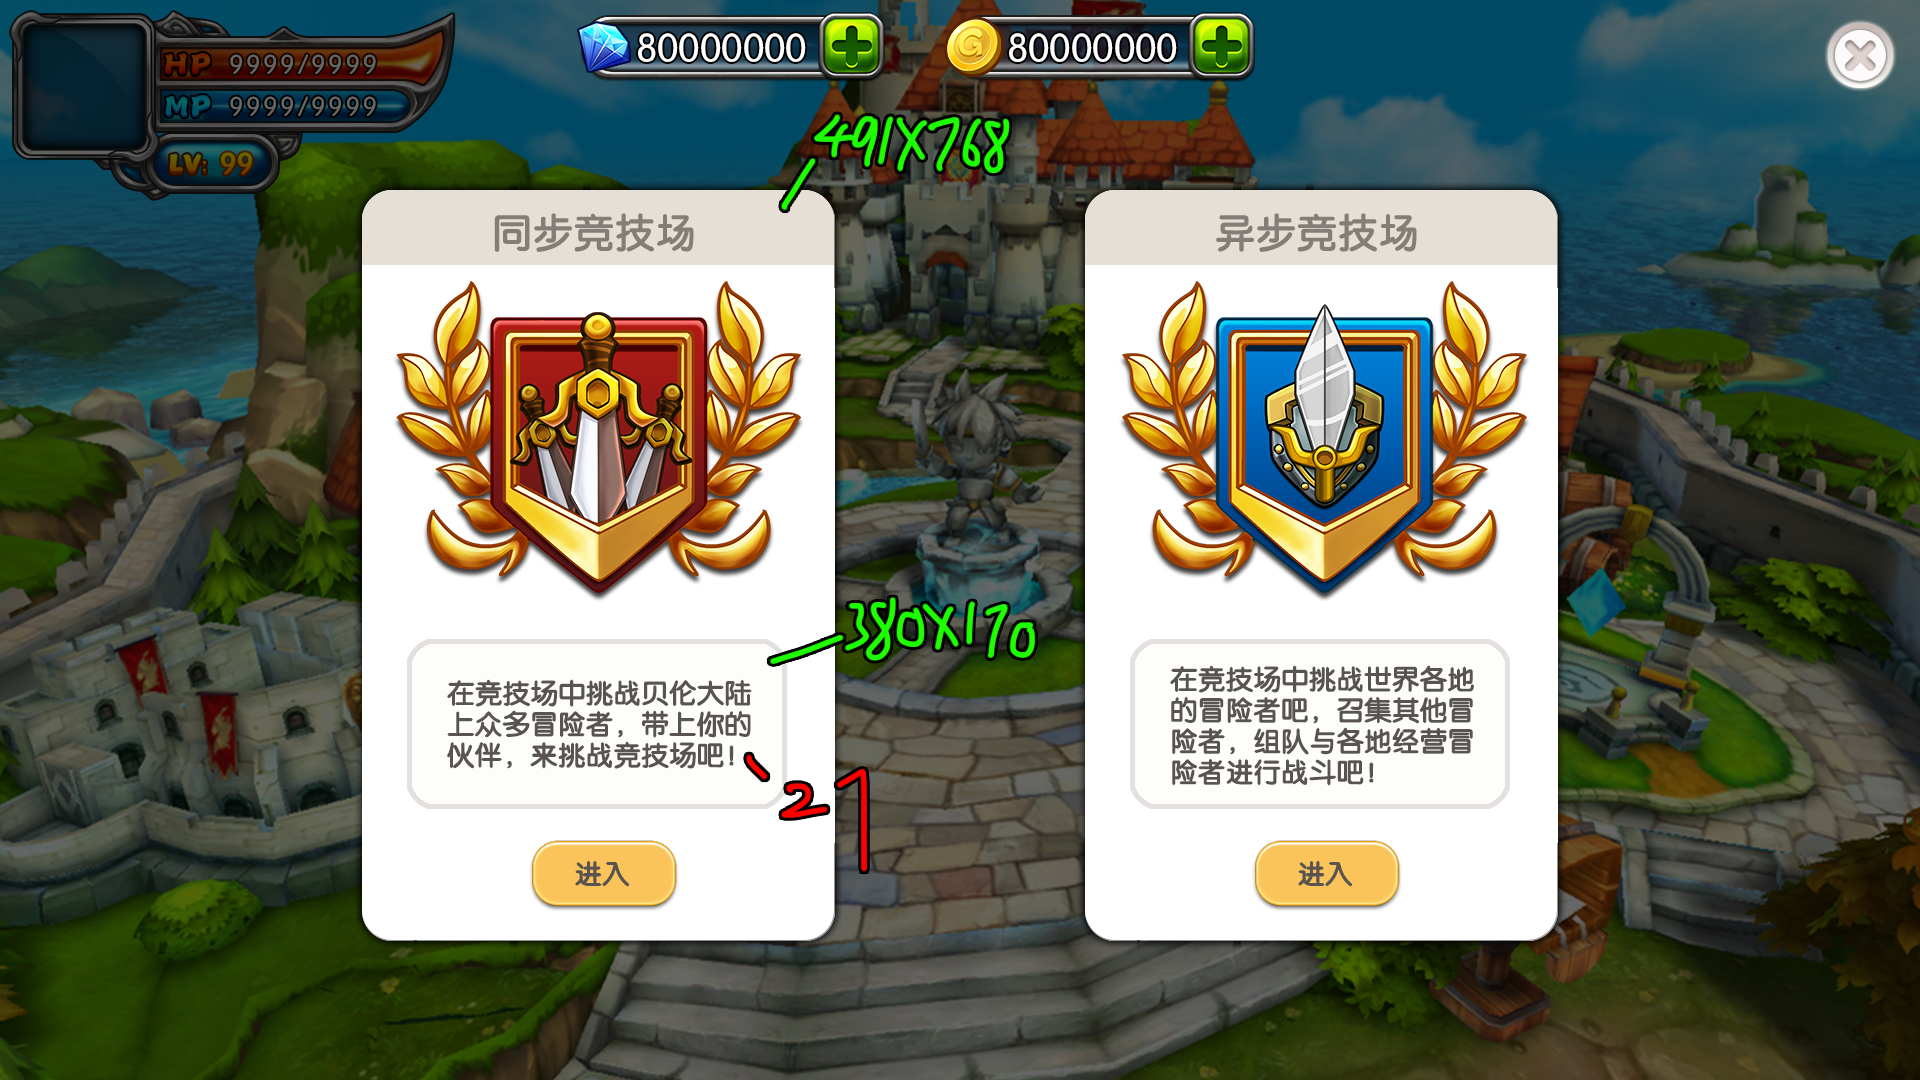 80000000
80000000
HP 9999/9999
MP 9999/9999
LV: 99
491X768
同步竞技场
异步竞技场
380X170
在竞技场中挑战贝伦大陆
上众多冒险者，带上你的
伙伴，来挑战竞技场吧！
在竞技场中挑战世界各地
的冒险者吧，召集其他冒
险者，组队与各地经营冒
险者进行战斗吧！
21
进入
进入